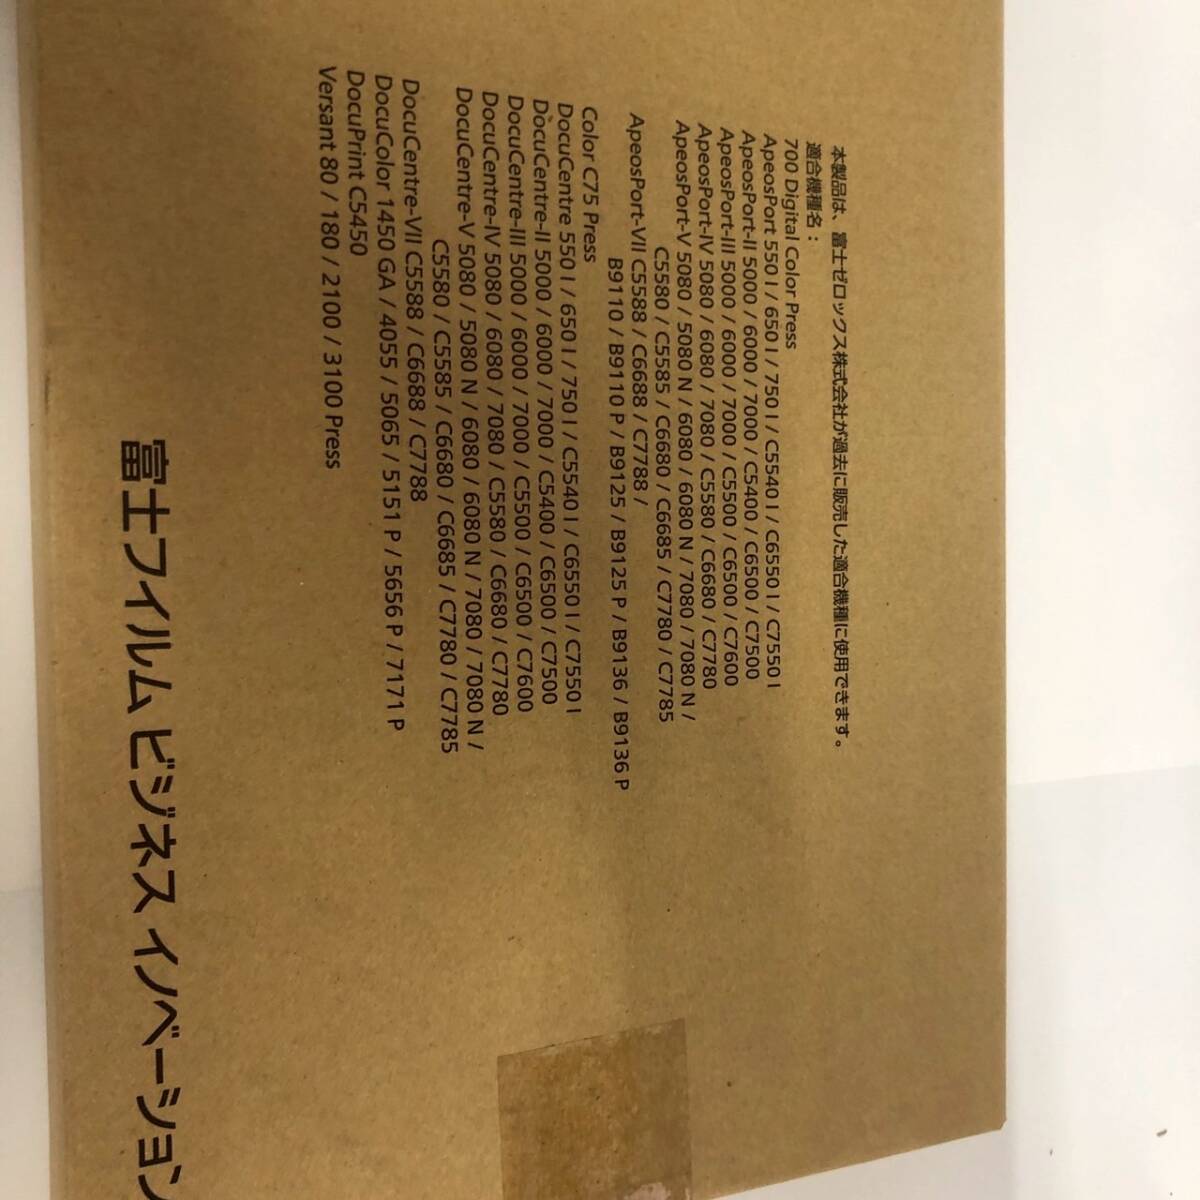 本製品は、富士ゼロックス株式会社が過去に販売した適合機種に使用できます。
適合機種名：
700 Digital Color Press
ApeosPort 550 I / 650 I / 750 I / C5540 I / C6550 I / C7550 I
ApeosPort-II 5000 / 6000 / 7000 / C5400 / C6500 / C7500
ApeosPort-III 5000 / 6000 / 7000 / C5500 / C6500 / C7600
ApeosPort-IV 5080 / 6080 / 7080 / C5580 / C6680 / C7780
ApeosPort-V 5080 / 5080 N / 6080 / 6080 N / 7080 / 7080 N /
C5580 / C5585 / C6680 / C6685 / C7780 / C7785
ApeosPort-VII C5588 / C6688 / C7788 /
B9110 / B9110 P / B9125 / B9125 P / B9136 / B9136 P
Color C75 Press
DocuCentre 550 I / 650 I / 750 I / C5540 I / C6550 I / C7550 I
DocuCentre-II 5000 / 6000 / 7000 / C5400 / C6500 / C7500
DocuCentre-III 5000 / 6000 / 7000 / C5500 / C6500 / C7600
DocuCentre-IV 5080 / 6080 / 7080 / C5580 / C6680 / C7780
DocuCentre-V 5080 / 5080 N / 6080 / 6080 N / 7080 / 7080 N /
C5580 / C5585 / C6680 / C6685 / C7780 / C7785
DocuCentre-VII C5588 / C6688 / C7788
DocuColor 1450 GA / 4055 / 5065 / 5151 P / 5656 P / 7171 P
DocuPrint C5450
Versant 80 / 180 / 2100 / 3100 Press
富士フイルム ビジネス イノベーション